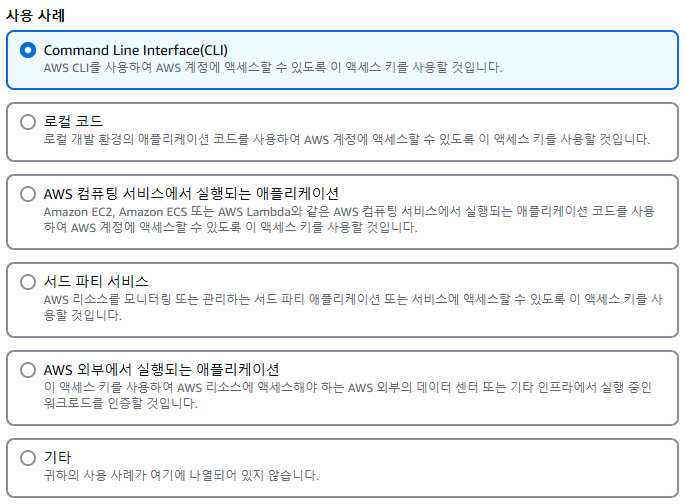 사용 사례
Command Line Interface(CLI)
AWS CLI를 사용하여 AWS 계정에 액세스할 수 있도록 이 액세스 키를 사용할 것입니다.
로컬 코드
로컬 개발 환경의 애플리케이션 코드를 사용하여 AWS 계정에 액세스할 수 있도록 이 액세스 키를 사용할 것입니다.
AWS 컴퓨팅 서비스에서 실행되는 애플리케이션
Amazon EC2, Amazon ECS 또는 AWS Lambda와 같은 AWS 컴퓨팅 서비스에서 실행되는 애플리케이션 코드를 사용
하여 AWS 계정에 액세스할 수 있도록 이 액세스 키를 사용할 것입니다.
서드 파티 서비스
AWS 리소스를 모니터링 또는 관리하는 서드 파티 애플리케이션 또는 서비스에 액세스할 수 있도록 이 액세스 키를 사
용할 것입니다.
AWS 외부에서 실행되는 애플리케이션
이 액세스 키를 사용하여 AWS 리소스에 액세스해야 하는 AWS 외부의 데이터 센터 또는 기타 인프라에서 실행 중인
워크로드를 인증할 것입니다.
기타
귀하의 사용 사례가 여기에 나열되어 있지 않습니다.